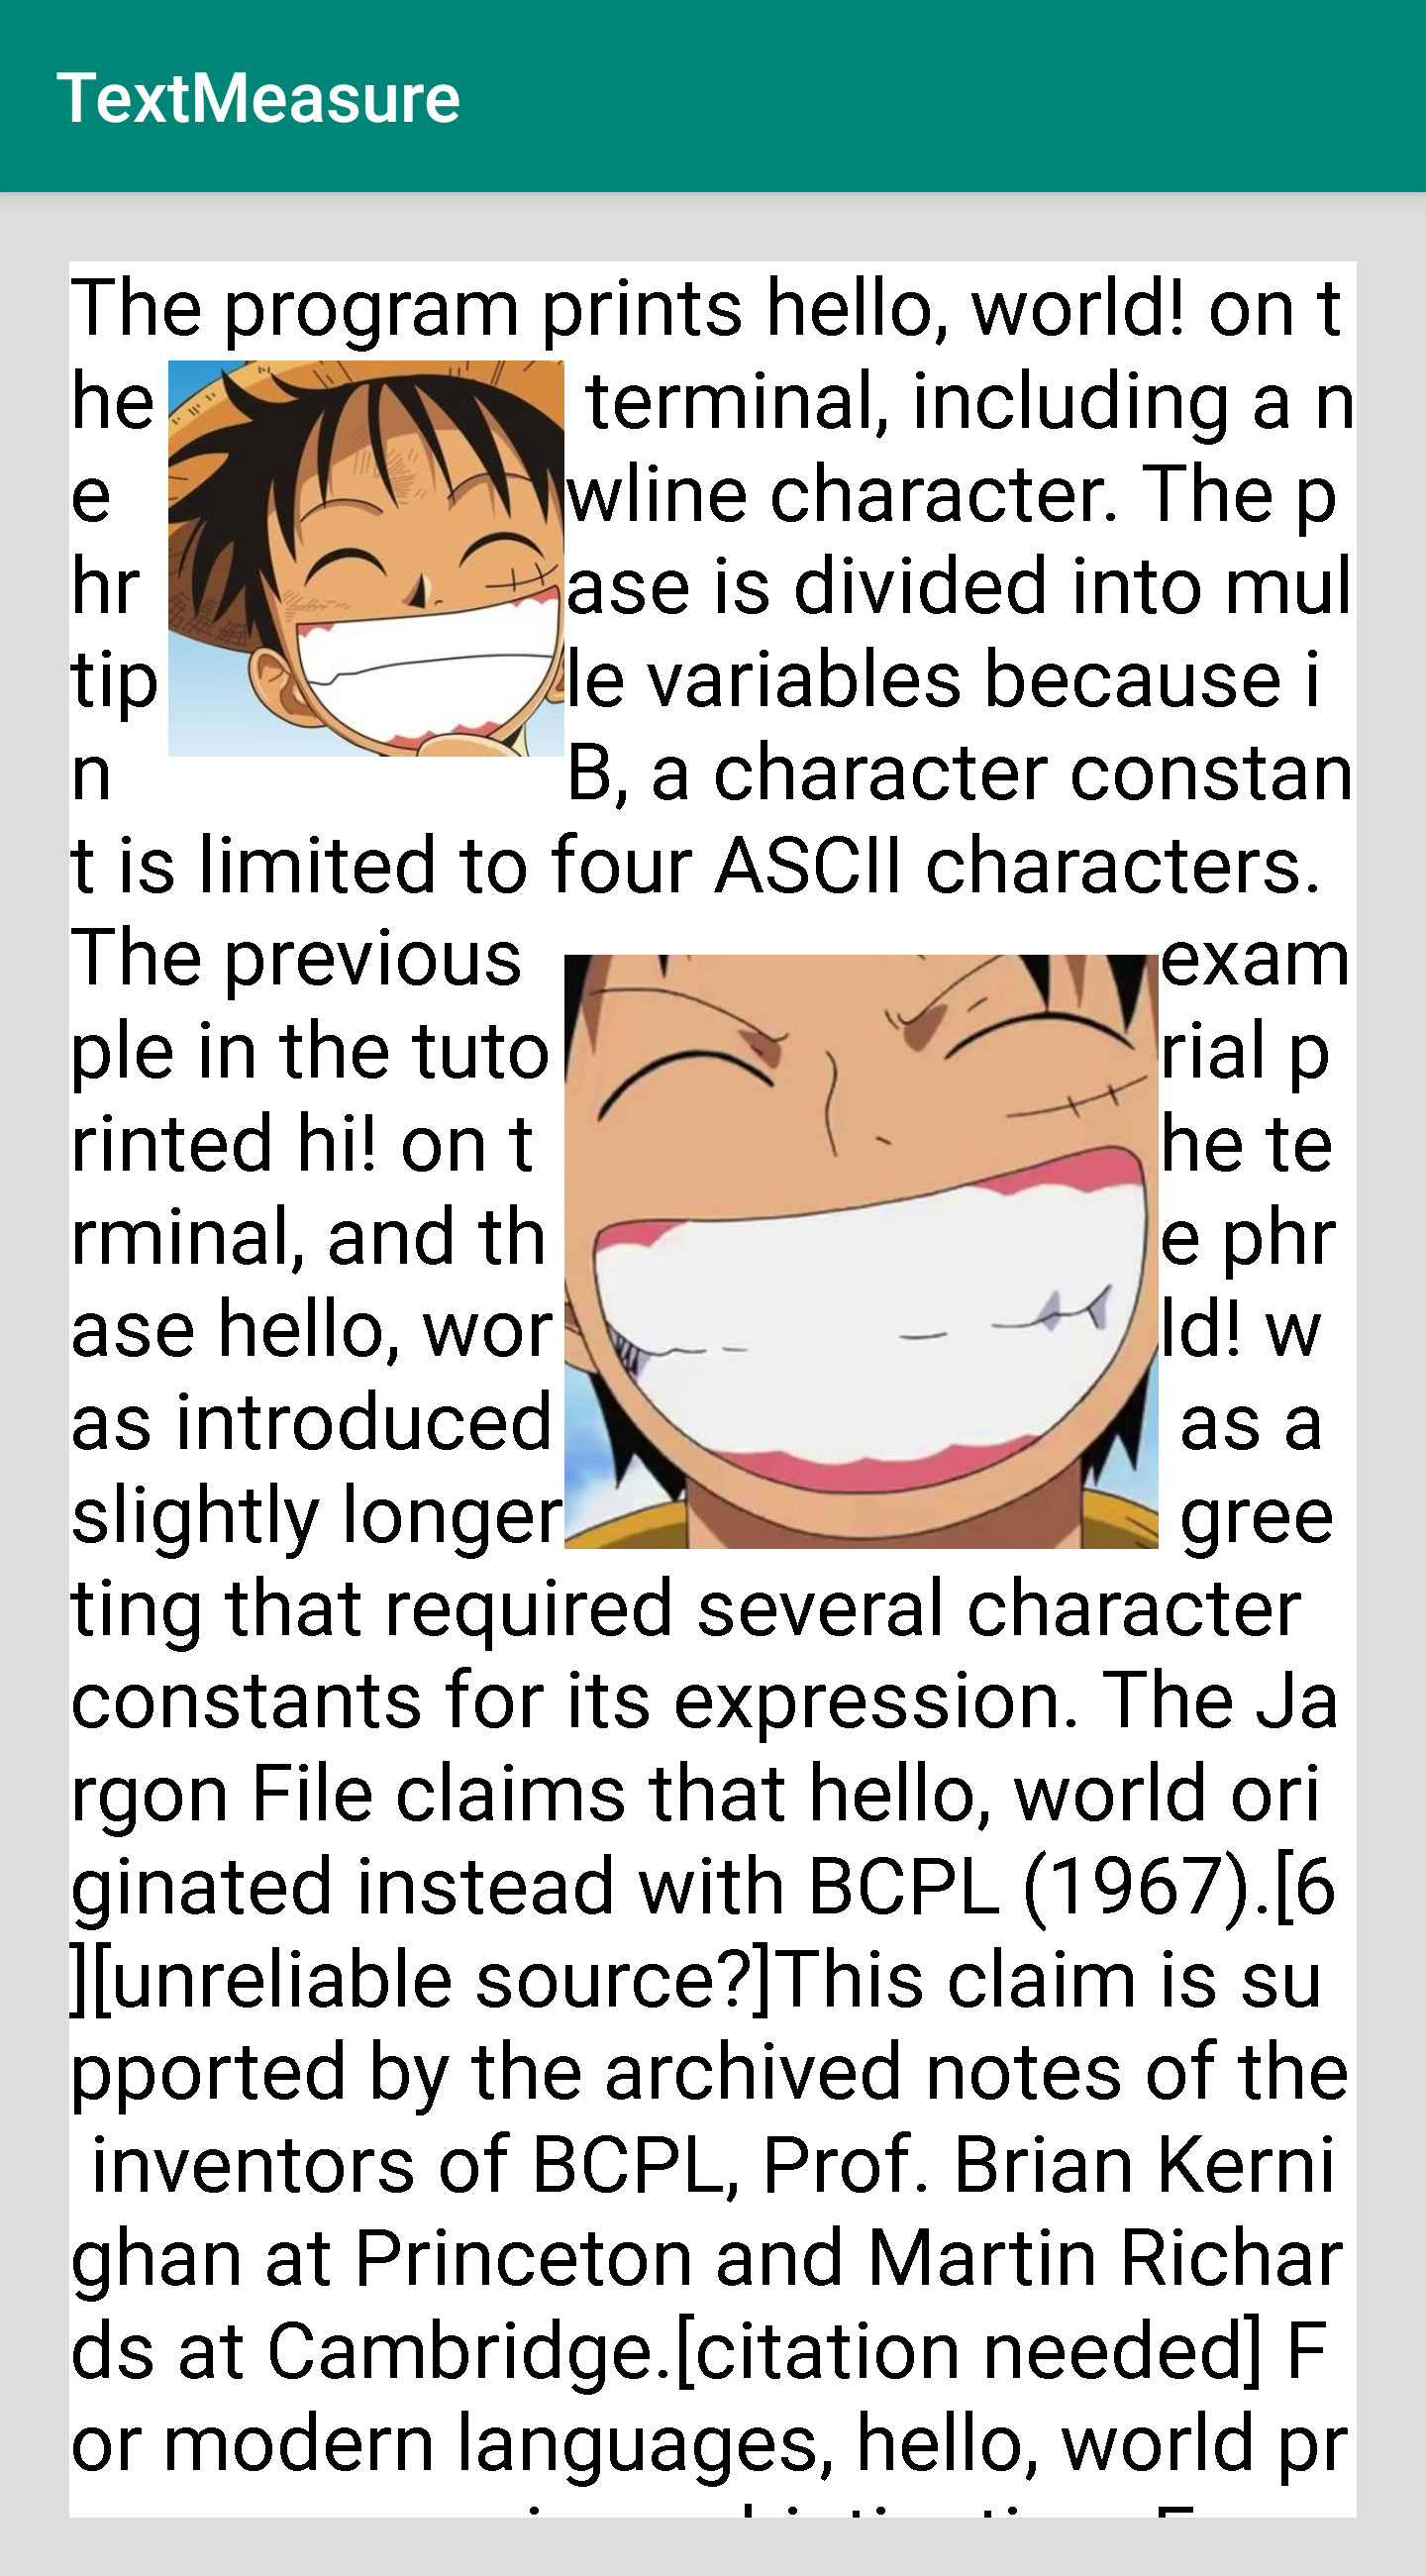 TextMeasure
The program prints hello, world! on t
he terminal, including a n
e wline character. The p
hr ase is divided into mul
tip le variables because i
n B, a character constan
t is limited to four ASCII characters.
The previous exam
ple in the tuto rial p
rinted hi! on t he te
rminal, and th e phr
ase hello, wor ld! w
as introduced as a
slightly longer gree
ting that required several character
constants for its expression. The Ja
rgon File claims that hello, world ori
ginated instead with BCPL (1967).[6
][unreliable source?]This claim is su
pported by the archived notes of the
inventors of BCPL, Prof. Brian Kerni
ghan at Princeton and Martin Richar
ds at Cambridge.[citation needed] F
or modern languages, hello, world pr